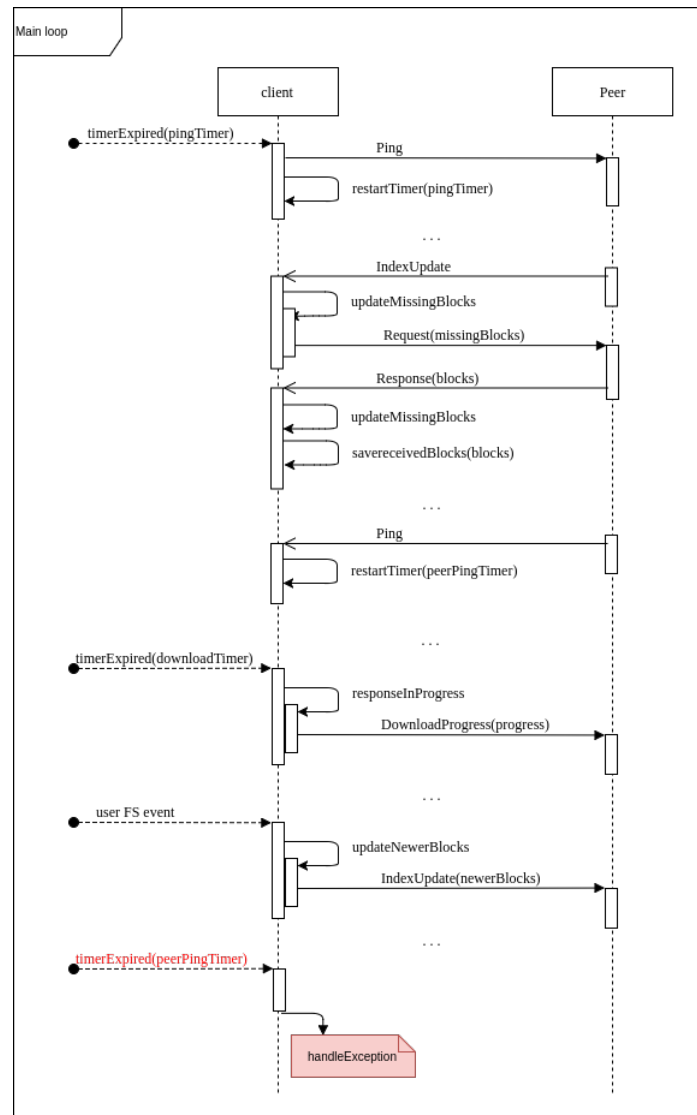 Main loop
client
Peer
timerExpired(pingTimer)
Ping
restartTimer(pingTimer)
. . .
IndexUpdate
updateMissingBlocks
Request(missingBlocks)
Response(blocks)
updateMissingBlocks
savereceivedBlocks(blocks)
. . .
Ping
restartTimer(peerPingTimer)
. . .
timerExpired(downloadTimer)
responseInProgress
DownloadProgress(progress)
. . .
user FS event
updateNewerBlocks
IndexUpdate(newerBlocks)
. . .
timerExpired(peerPingTimer)
handleException